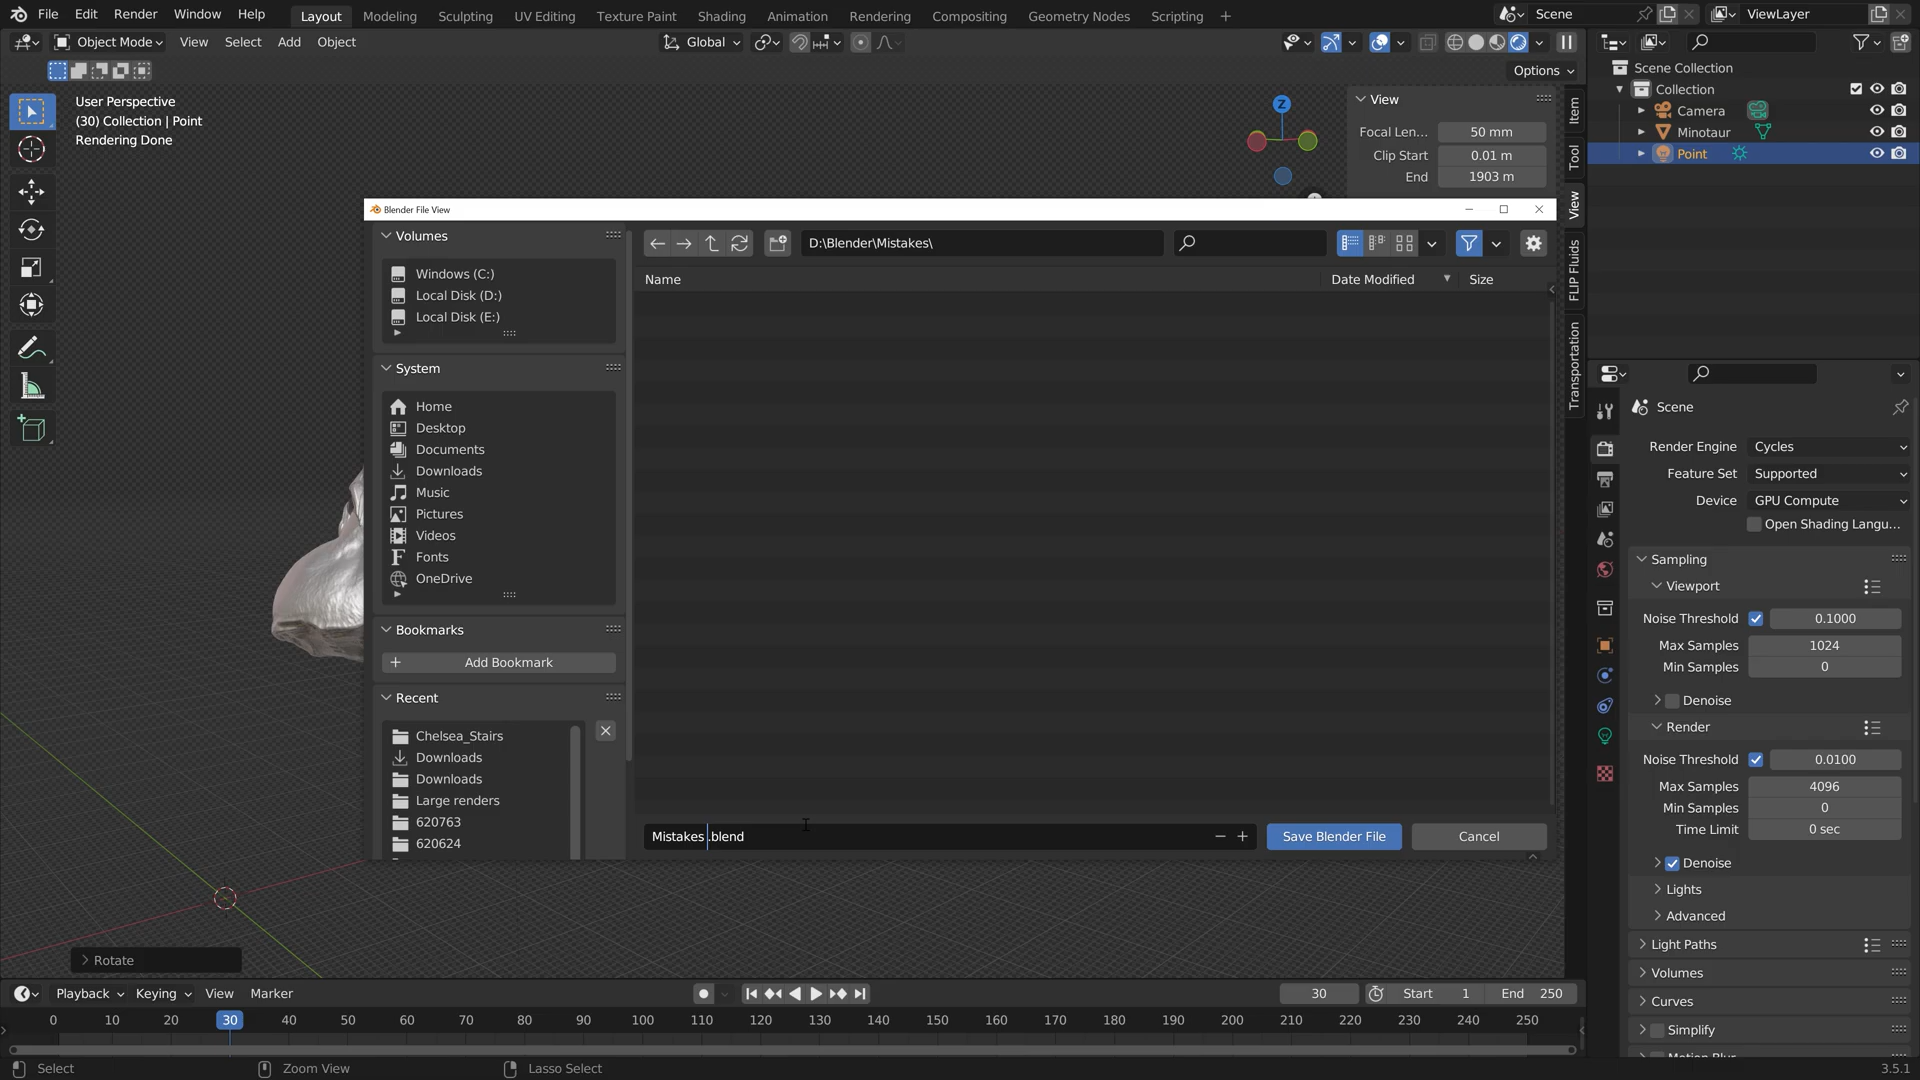 File Edit Render Window Help Layout Modeling Sculpting UV Editing Texture Paint Shading Animation Rendering Compositing Geometry Nodes Scripting + Scene ViewLayer
Object Mode View Select Add Object Global
Options
User Perspective
(30) Collection | Point
Rendering Done
Z
View
Focal Len... 50 mm
Clip Start 0.01 m
End 1903 m
Item
Tool
View
FLIP Fluids
Transportation
Scene Collection
Collection
Camera
Minotaur
Point
Blender File View
Volumes
Windows (C:)
Local Disk (D:)
Local Disk (E:)
System
Home
Desktop
Documents
Downloads
Music
Pictures
Videos
Fonts
OneDrive
Bookmarks
Add Bookmark
Recent
Chelsea_Stairs
Downloads
Downloads
Large renders
620763
620624
D:\Blender\Mistakes\
Name Date Modified Size
Mistakes .blend
Save Blender File Cancel
Scene
Render Engine Cycles
Feature Set Supported
Device GPU Compute
Open Shading Langu...
Sampling
Viewport
Noise Threshold 0.1000
Max Samples 1024
Min Samples 0
Denoise
Render
Noise Threshold 0.0100
Max Samples 4096
Min Samples 0
Time Limit 0 sec
Denoise
Lights
Advanced
Light Paths
Volumes
Curves
Simplify
Motion Blur
Rotate
Playback Keying View Marker 30 Start 1 End 250
0 10 20 30 40 50 60 70 80 90 100 110 120 130 140 150 160 170 180 190 200 210 220 230 240 250
Select Zoom View Lasso Select 3.5.1